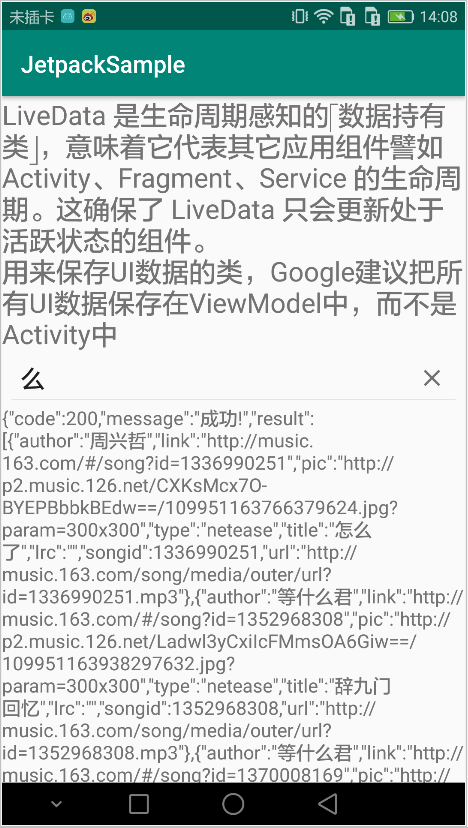 未插卡 14:08
JetpackSample
LiveData 是生命周期感知的「数据持有
类」，意味着它代表其它应用组件譬如
Activity、Fragment、Service 的生命周
期。这确保了 LiveData 只会更新处于
活跃状态的组件。
用来保存UI数据的类，Google建议把所
有UI数据保存在ViewModel中，而不是
Activity中
么
{"code":200,"message":"成功!","result":
[{"author":"周兴哲","link":"http://music.
163.com/#/song?id=1336990251","pic":"http://
p2.music.126.net/CXKsMcx7O-
BYEPBbbkBEdw==/109951163766379624.jpg?
param=300x300","type":"netease","title":"怎么
了","lrc":"","songid":1336990251,"url":"http://
music.163.com/song/media/outer/url?
id=1336990251.mp3"},{"author":"等什么君","link":"http://
music.163.com/#/song?id=1352968308","pic":"http://
p2.music.126.net/Ladwl3yCxiIcFMmsOA6Giw==/
109951163938297632.jpg?
param=300x300","type":"netease","title":"辞九门
回忆","lrc":"","songid":1352968308,"url":"http://
music.163.com/song/media/outer/url?
id=1352968308.mp3"},{"author":"等什么君","link":"http://
music.163.com/#/song?id=1370008169","pic":"http://